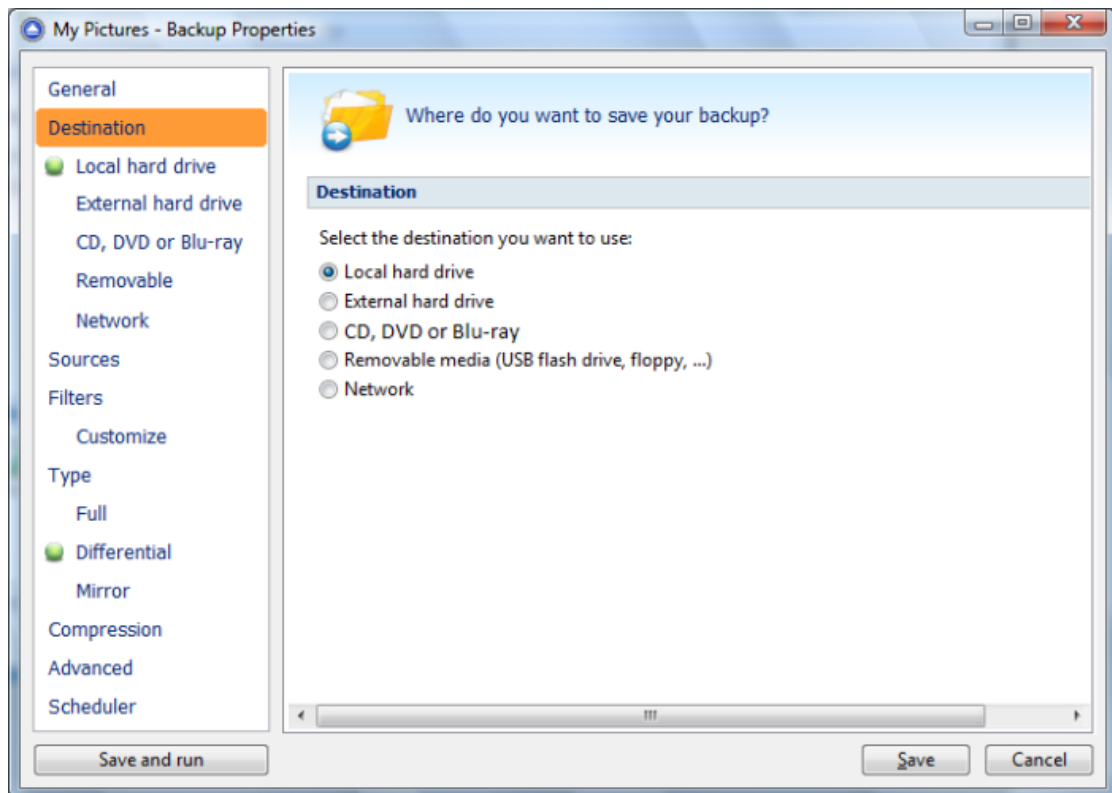 My Pictures - Backup Properties
General
Destination
Local hard drive
External hard drive
CD, DVD or Blu-ray
Removable
Network
Sources
Filters
Customize
Type
Full
Differential
Mirror
Compression
Advanced
Scheduler
Save and run
Where do you want to save your backup?
Destination
Select the destination you want to use:
Local hard drive
External hard drive
CD, DVD or Blu-ray
Removable media (USB flash drive, floppy, ...)
Network
Save
Cancel